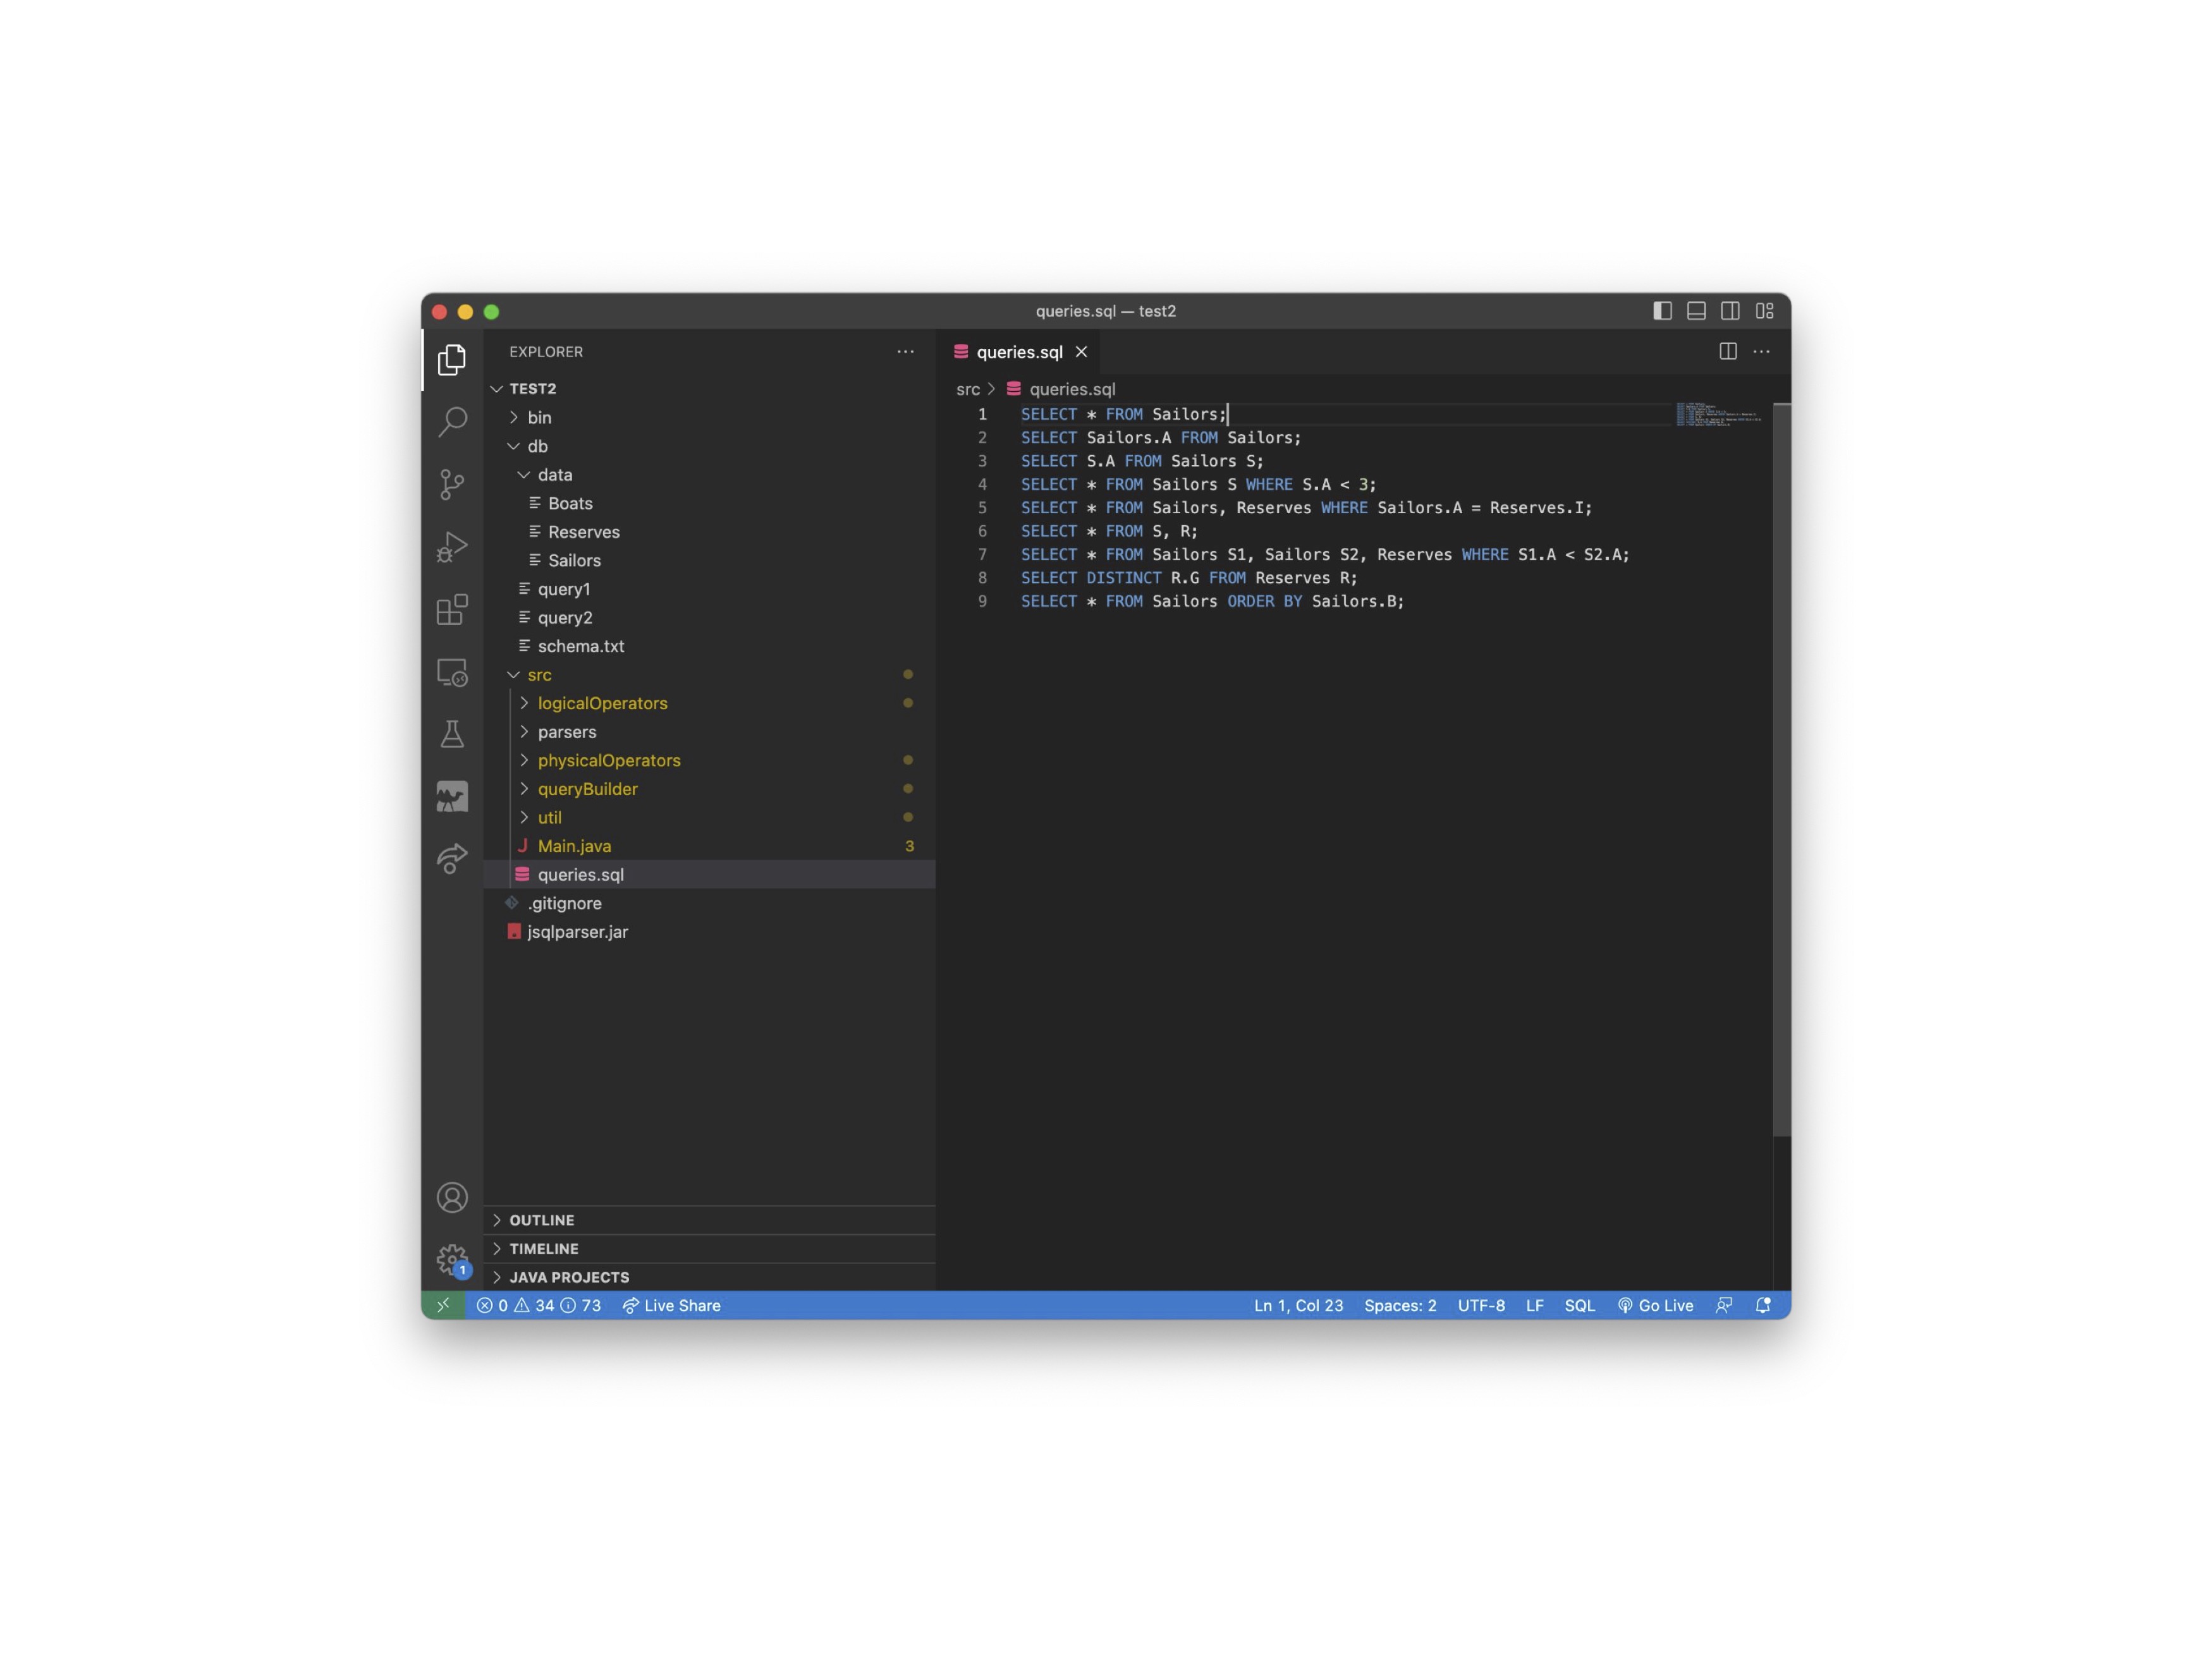 queries.sql — test2
EXPLORER
TEST2
bin
db
data
Boats
Reserves
Sailors
query1
query2
schema.txt
src
logicalOperators
parsers
physicalOperators
queryBuilder
util
Main.java 3
queries.sql
.gitignore
jsqlparser.jar
OUTLINE
TIMELINE
JAVA PROJECTS
queries.sql
src > queries.sql
1 SELECT * FROM Sailors;
2 SELECT Sailors.A FROM Sailors;
3 SELECT S.A FROM Sailors S;
4 SELECT * FROM Sailors S WHERE S.A < 3;
5 SELECT * FROM Sailors, Reserves WHERE Sailors.A = Reserves.I;
6 SELECT * FROM S, R;
7 SELECT * FROM Sailors S1, Sailors S2, Reserves WHERE S1.A < S2.A;
8 SELECT DISTINCT R.G FROM Reserves R;
9 SELECT * FROM Sailors ORDER BY Sailors.B;
1
0 34 73 Live Share Ln 1, Col 23 Spaces: 2 UTF-8 LF SQL Go Live